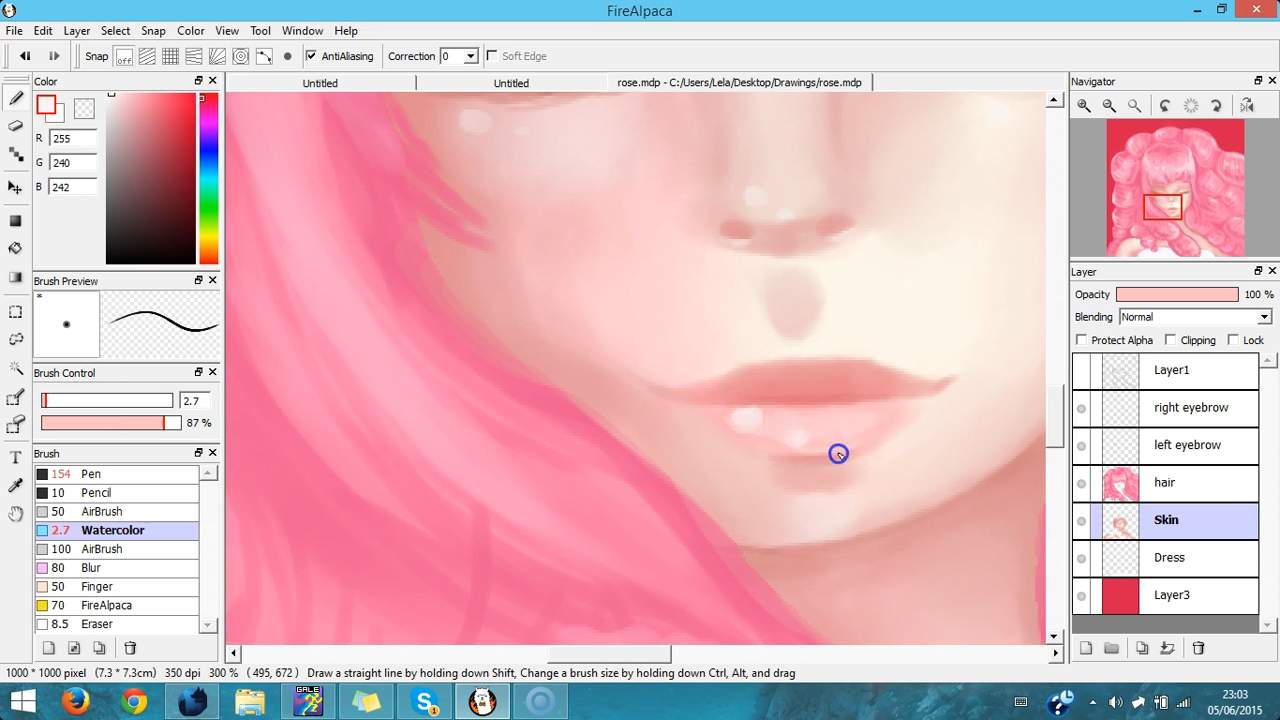 FireAlpaca
File Edit Layer Select Snap Color View Tool Window Help
Snap OFF AntiAliasing Correction 0 Soft Edge
Color
Untitled Untitled rose.mdp - C:/Users/Lela/Desktop/Drawings/rose.mdp
Navigator
R 255
G 240
B 242
Brush Preview
*
Layer
Opacity 100 %
Blending Normal
Protect Alpha Clipping Lock
Brush Control
2.7
87 %
Layer1
right eyebrow
left eyebrow
hair
Skin
Dress
Layer3
Brush
154 Pen
10 Pencil
50 AirBrush
2.7 Watercolor
100 AirBrush
80 Blur
50 Finger
70 FireAlpaca
8.5 Eraser
T
1000 * 1000 pixel (7.3 * 7.3cm) 350 dpi 300 % ( 495, 672 ) Draw a straight line by holding down Shift, Change a brush size by holding down Ctrl, Alt, and drag
GALE
S 1
?
23:03
05/06/2015